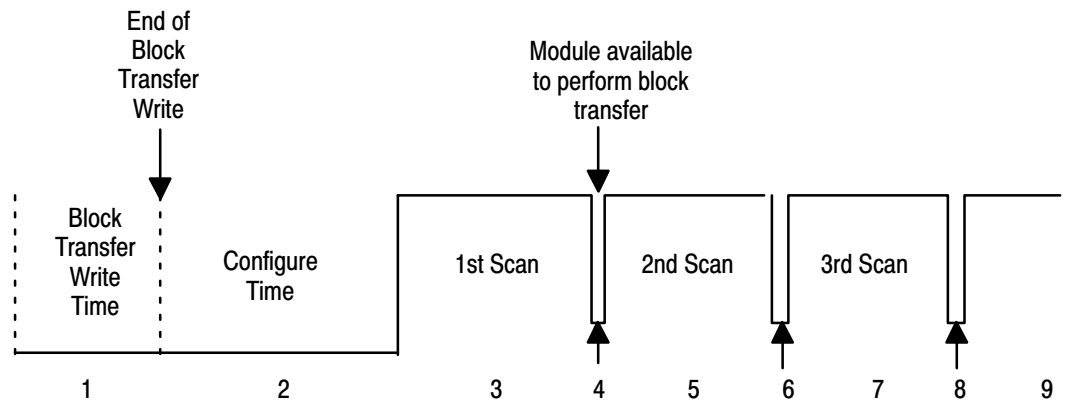 End of
Block
Transfer
Write
Module available
to perform block
transfer
Block
Transfer
Write
Time
Configure
Time
1st Scan
2nd Scan
3rd Scan
1 2 3 4 5 6 7 8 9